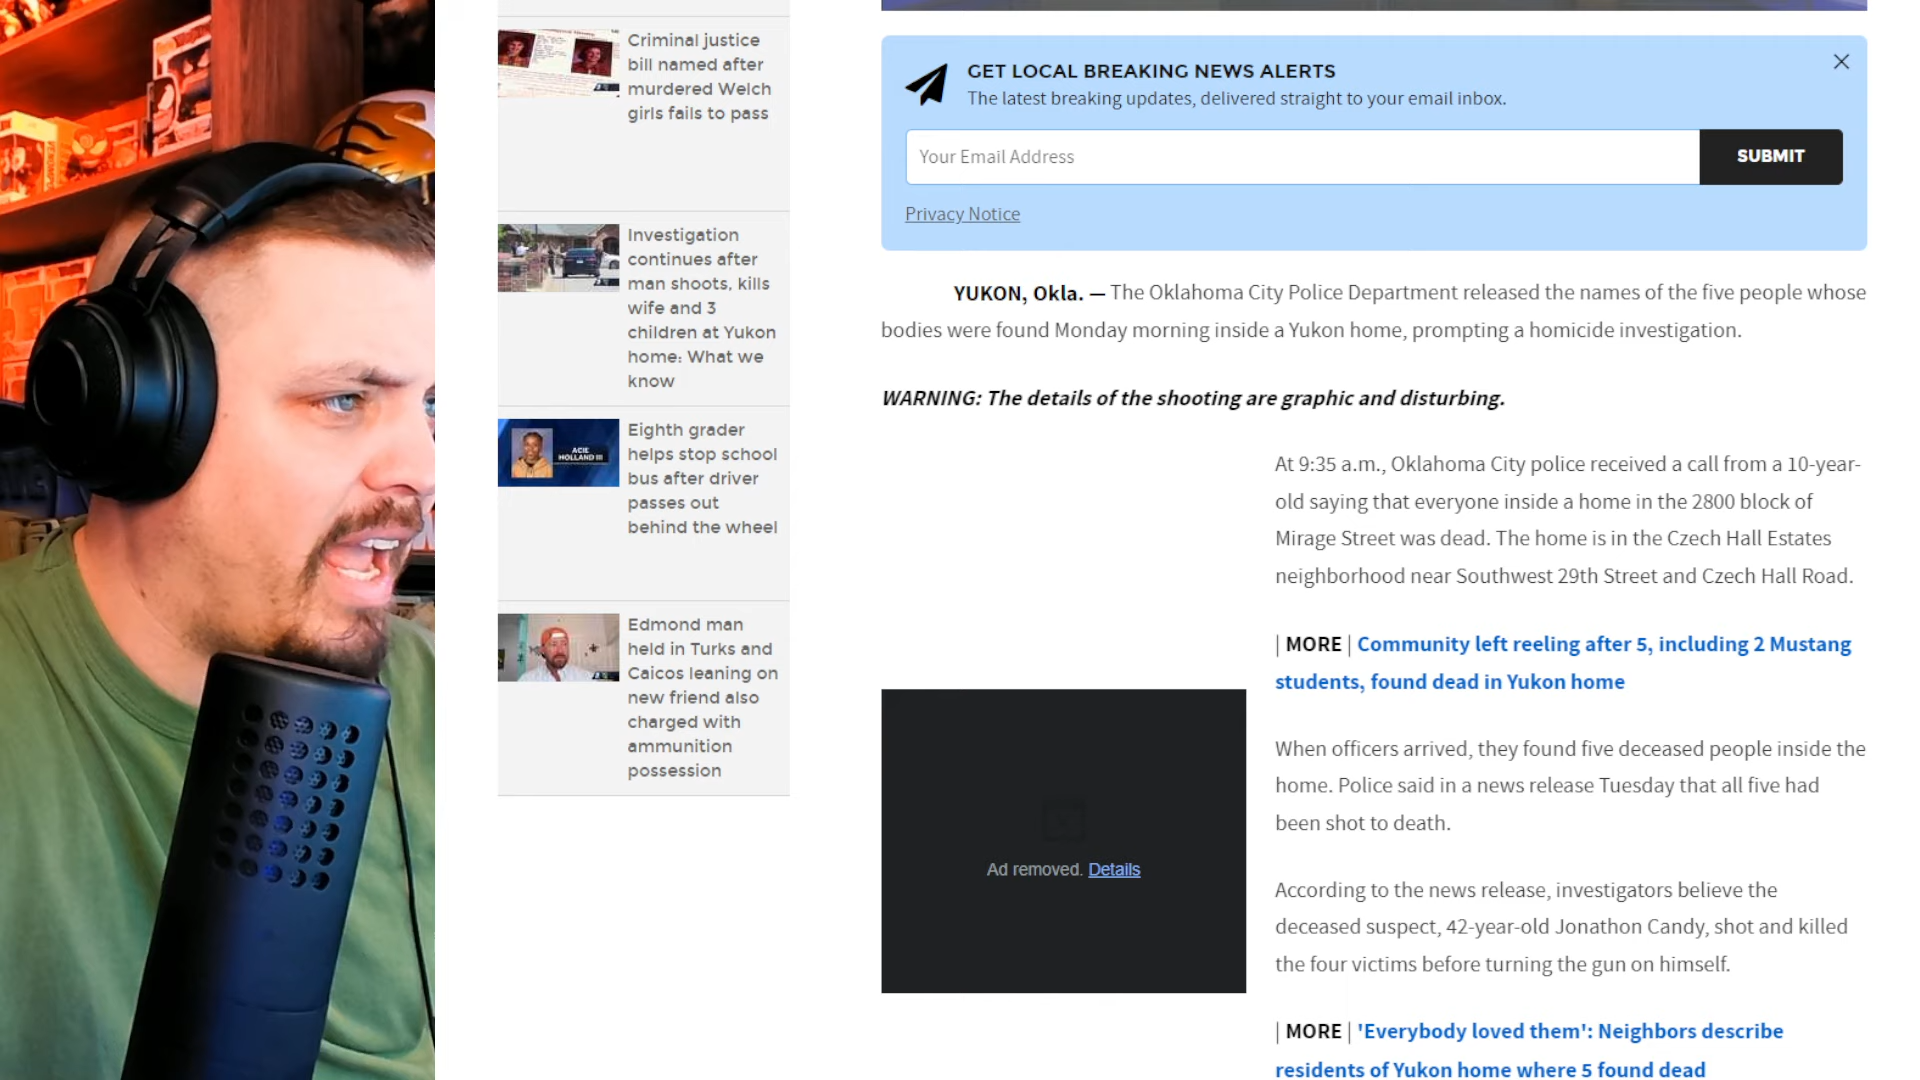 Criminal justice
bill named after
murdered Welch
girls fails to pass
Investigation
continues after
man shoots, kills
wife and 3
children at Yukon
home: What we
know
ACIE
HOLLAND III
Eighth grader
helps stop school
bus after driver
passes out
behind the wheel
Edmond man
held in Turks and
Caicos leaning on
new friend also
charged with
ammunition
possession
GET LOCAL BREAKING NEWS ALERTS
The latest breaking updates, delivered straight to your email inbox.
Your Email Address
SUBMIT
Privacy Notice
YUKON, Okla. — The Oklahoma City Police Department released the names of the five people whose
bodies were found Monday morning inside a Yukon home, prompting a homicide investigation.
WARNING: The details of the shooting are graphic and disturbing.
At 9:35 a.m., Oklahoma City police received a call from a 10-year-
old saying that everyone inside a home in the 2800 block of
Mirage Street was dead. The home is in the Czech Hall Estates
neighborhood near Southwest 29th Street and Czech Hall Road.
| MORE | Community left reeling after 5, including 2 Mustang
students, found dead in Yukon home
When officers arrived, they found five deceased people inside the
home. Police said in a news release Tuesday that all five had
been shot to death.
Ad removed. Details
According to the news release, investigators believe the
deceased suspect, 42-year-old Jonathon Candy, shot and killed
the four victims before turning the gun on himself.
| MORE | 'Everybody loved them': Neighbors describe
residents of Yukon home where 5 found dead